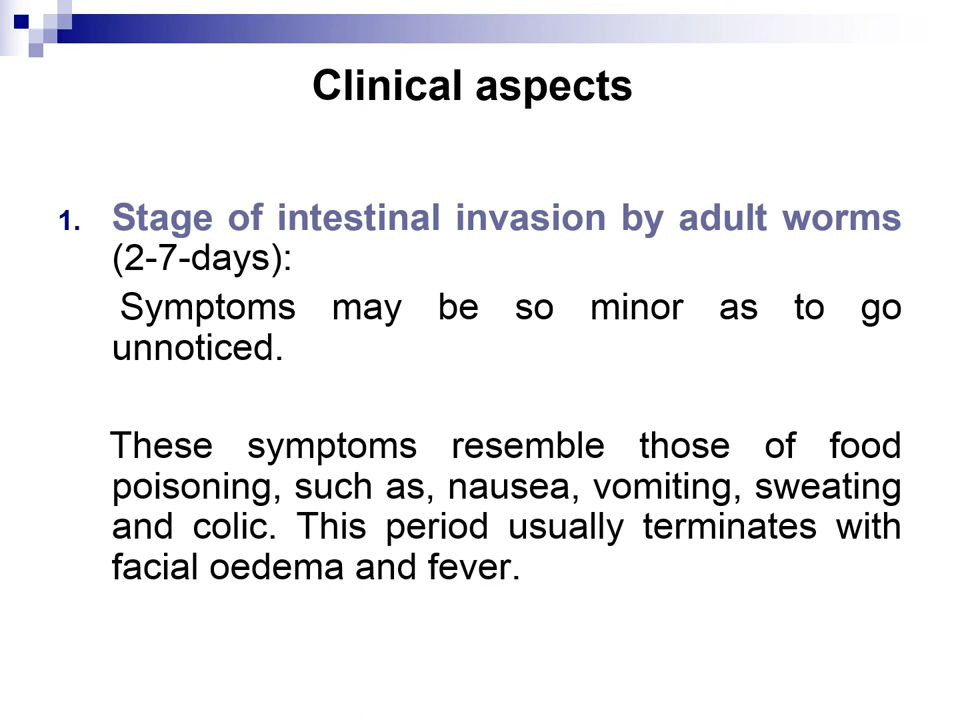 Clinical aspects
1. Stage of intestinal invasion by adult worms
(2-7-days):
Symptoms may be so minor as to go
unnoticed.
These symptoms resemble those of food
poisoning, such as, nausea, vomiting, sweating
and colic. This period usually terminates with
facial oedema and fever.